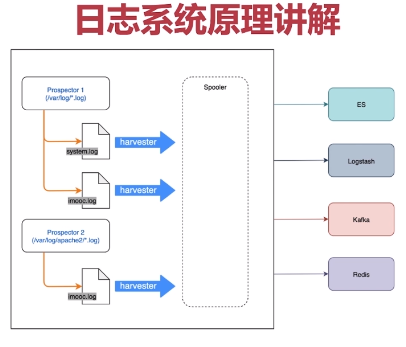 日志系统原理讲解
Prospector 1
(/var/log/*.log)
Spooler
ES
system.log
harvester
Logstash
imooc.log
harvester
Kafka
Prospector 2
(/var/log/apache2/*.log)
Redis
imooc.log
harvester